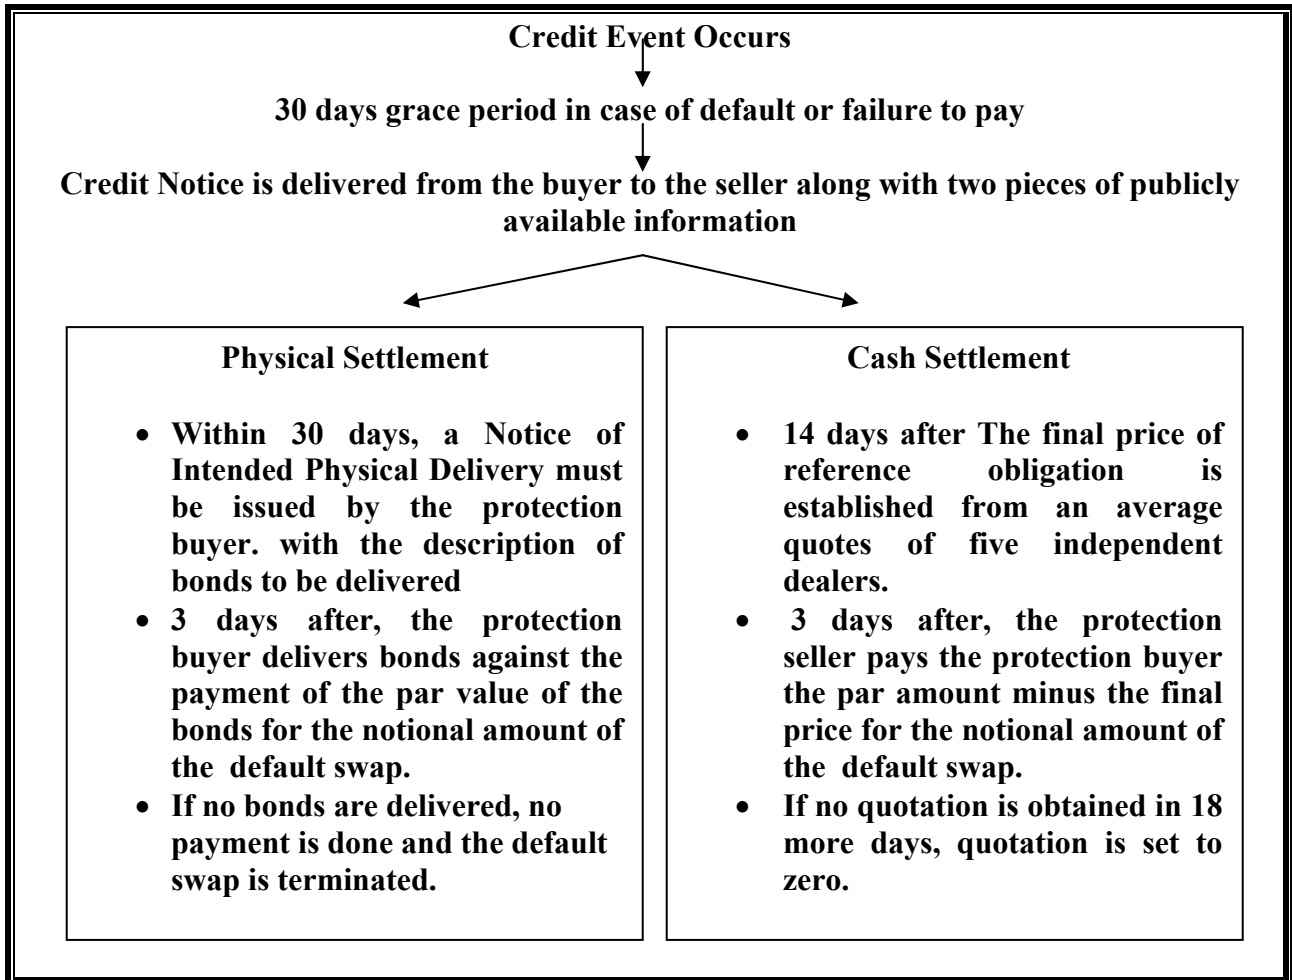 Credit Event Occurs
30 days grace period in case of default or failure to pay
Credit Notice is delivered from the buyer to the seller along with two pieces of publicly
available information
Physical Settlement
• Within 30 days, a Notice of
Intended Physical Delivery must
be issued by the protection
buyer. with the description of
bonds to be delivered
• 3 days after, the protection
buyer delivers bonds against the
payment of the par value of the
bonds for the notional amount of
the default swap.
• If no bonds are delivered, no
payment is done and the default
swap is terminated.
Cash Settlement
• 14 days after The final price of
reference obligation is
established from an average
quotes of five independent
dealers.
• 3 days after, the protection
seller pays the protection buyer
the par amount minus the final
price for the notional amount of
the default swap.
• If no quotation is obtained in 18
more days, quotation is set to
zero.